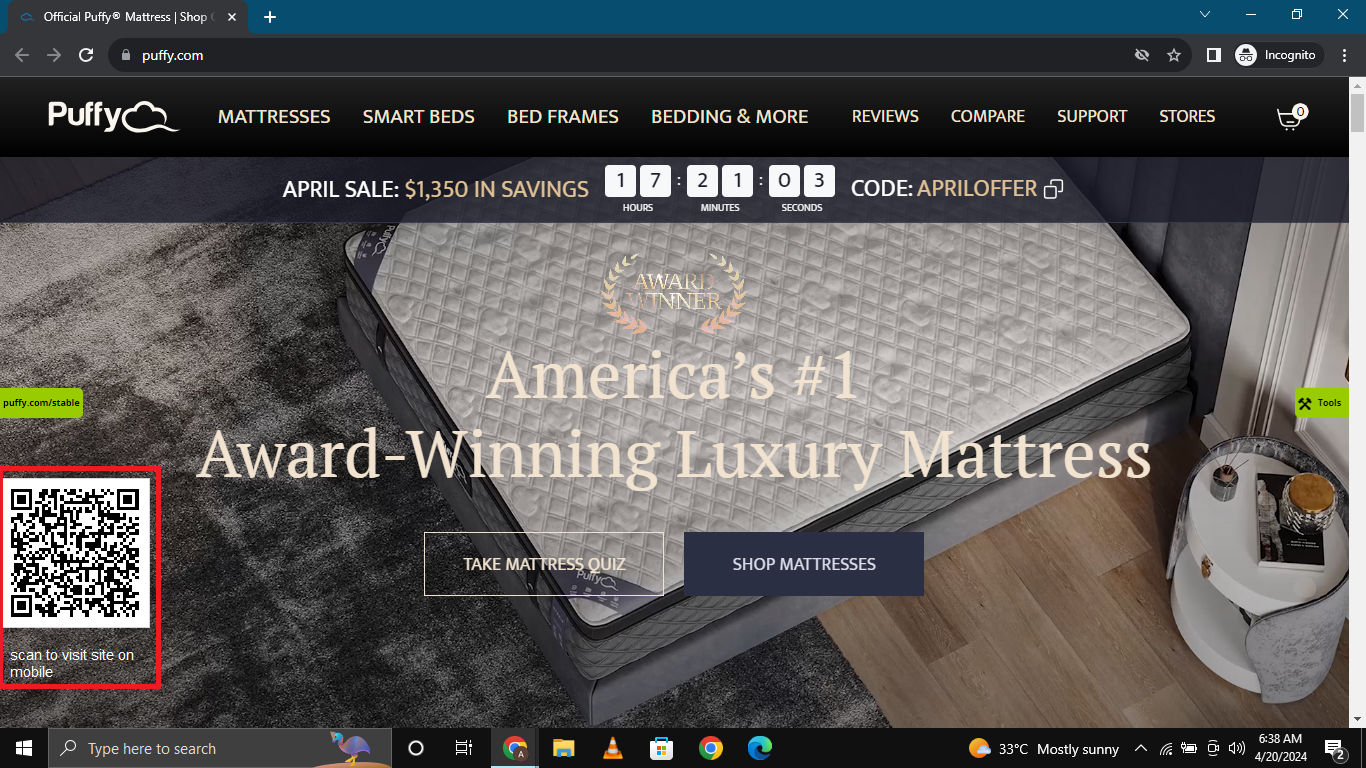 Official Puffy® Mattress | Shop
puffy.com
Incognito
Puffy
MATTRESSES
SMART BEDS
BED FRAMES
BEDDING & MORE
REVIEWS
COMPARE
SUPPORT
STORES
0
APRIL SALE: $1,350 IN SAVINGS
17 : 21 : 03
HOURS MINUTES SECONDS
CODE: APRILOFFER
Puffy
AWARD
WINNER
America's #1
Award-Winning Luxury Mattress
puffy.com/stable
Tools
TAKE MATTRESS QUIZ
SHOP MATTRESSES
Puffy
scan to visit site on
mobile
Type here to search
A
33°C Mostly sunny
6:38 AM
4/20/2024
2